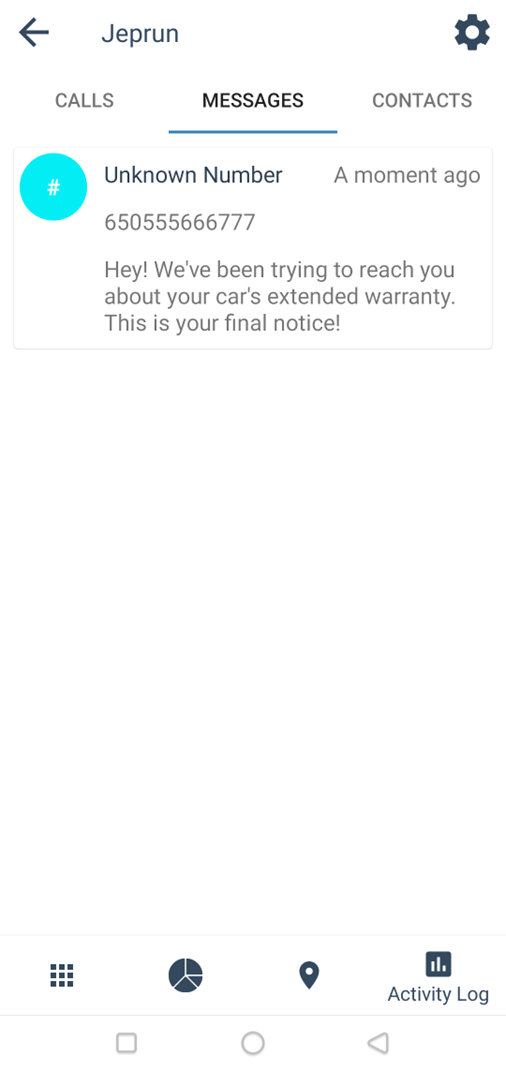 Jeprun
CALLS MESSAGES CONTACTS
# Unknown Number A moment ago
650555666777
Hey! We've been trying to reach you
about your car's extended warranty.
This is your final notice!
Activity Log